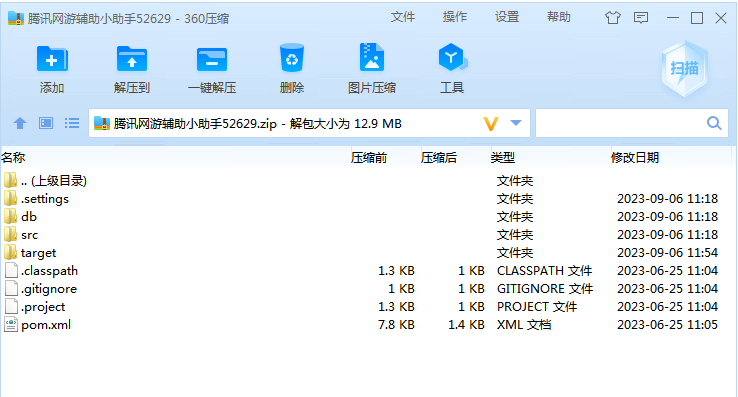 腾讯网游辅助小助手52629 - 360压缩 文件 操作 设置 帮助
添加 解压到 一键解压 删除 图片压缩 工具 扫描
腾讯网游辅助小助手52629.zip - 解包大小为 12.9 MB
名称 压缩前 压缩后 类型 修改日期
.. (上级目录) 文件夹
.settings 文件夹 2023-09-06 11:18
db 文件夹 2023-09-06 11:18
src 文件夹 2023-09-06 11:18
target 文件夹 2023-09-06 11:54
.classpath 1.3 KB 1 KB CLASSPATH 文件 2023-06-25 11:04
.gitignore 1 KB 1 KB GITIGNORE 文件 2023-06-25 11:04
.project 1.3 KB 1 KB PROJECT 文件 2023-06-25 11:04
pom.xml 7.8 KB 1.4 KB XML 文档 2023-06-25 11:05